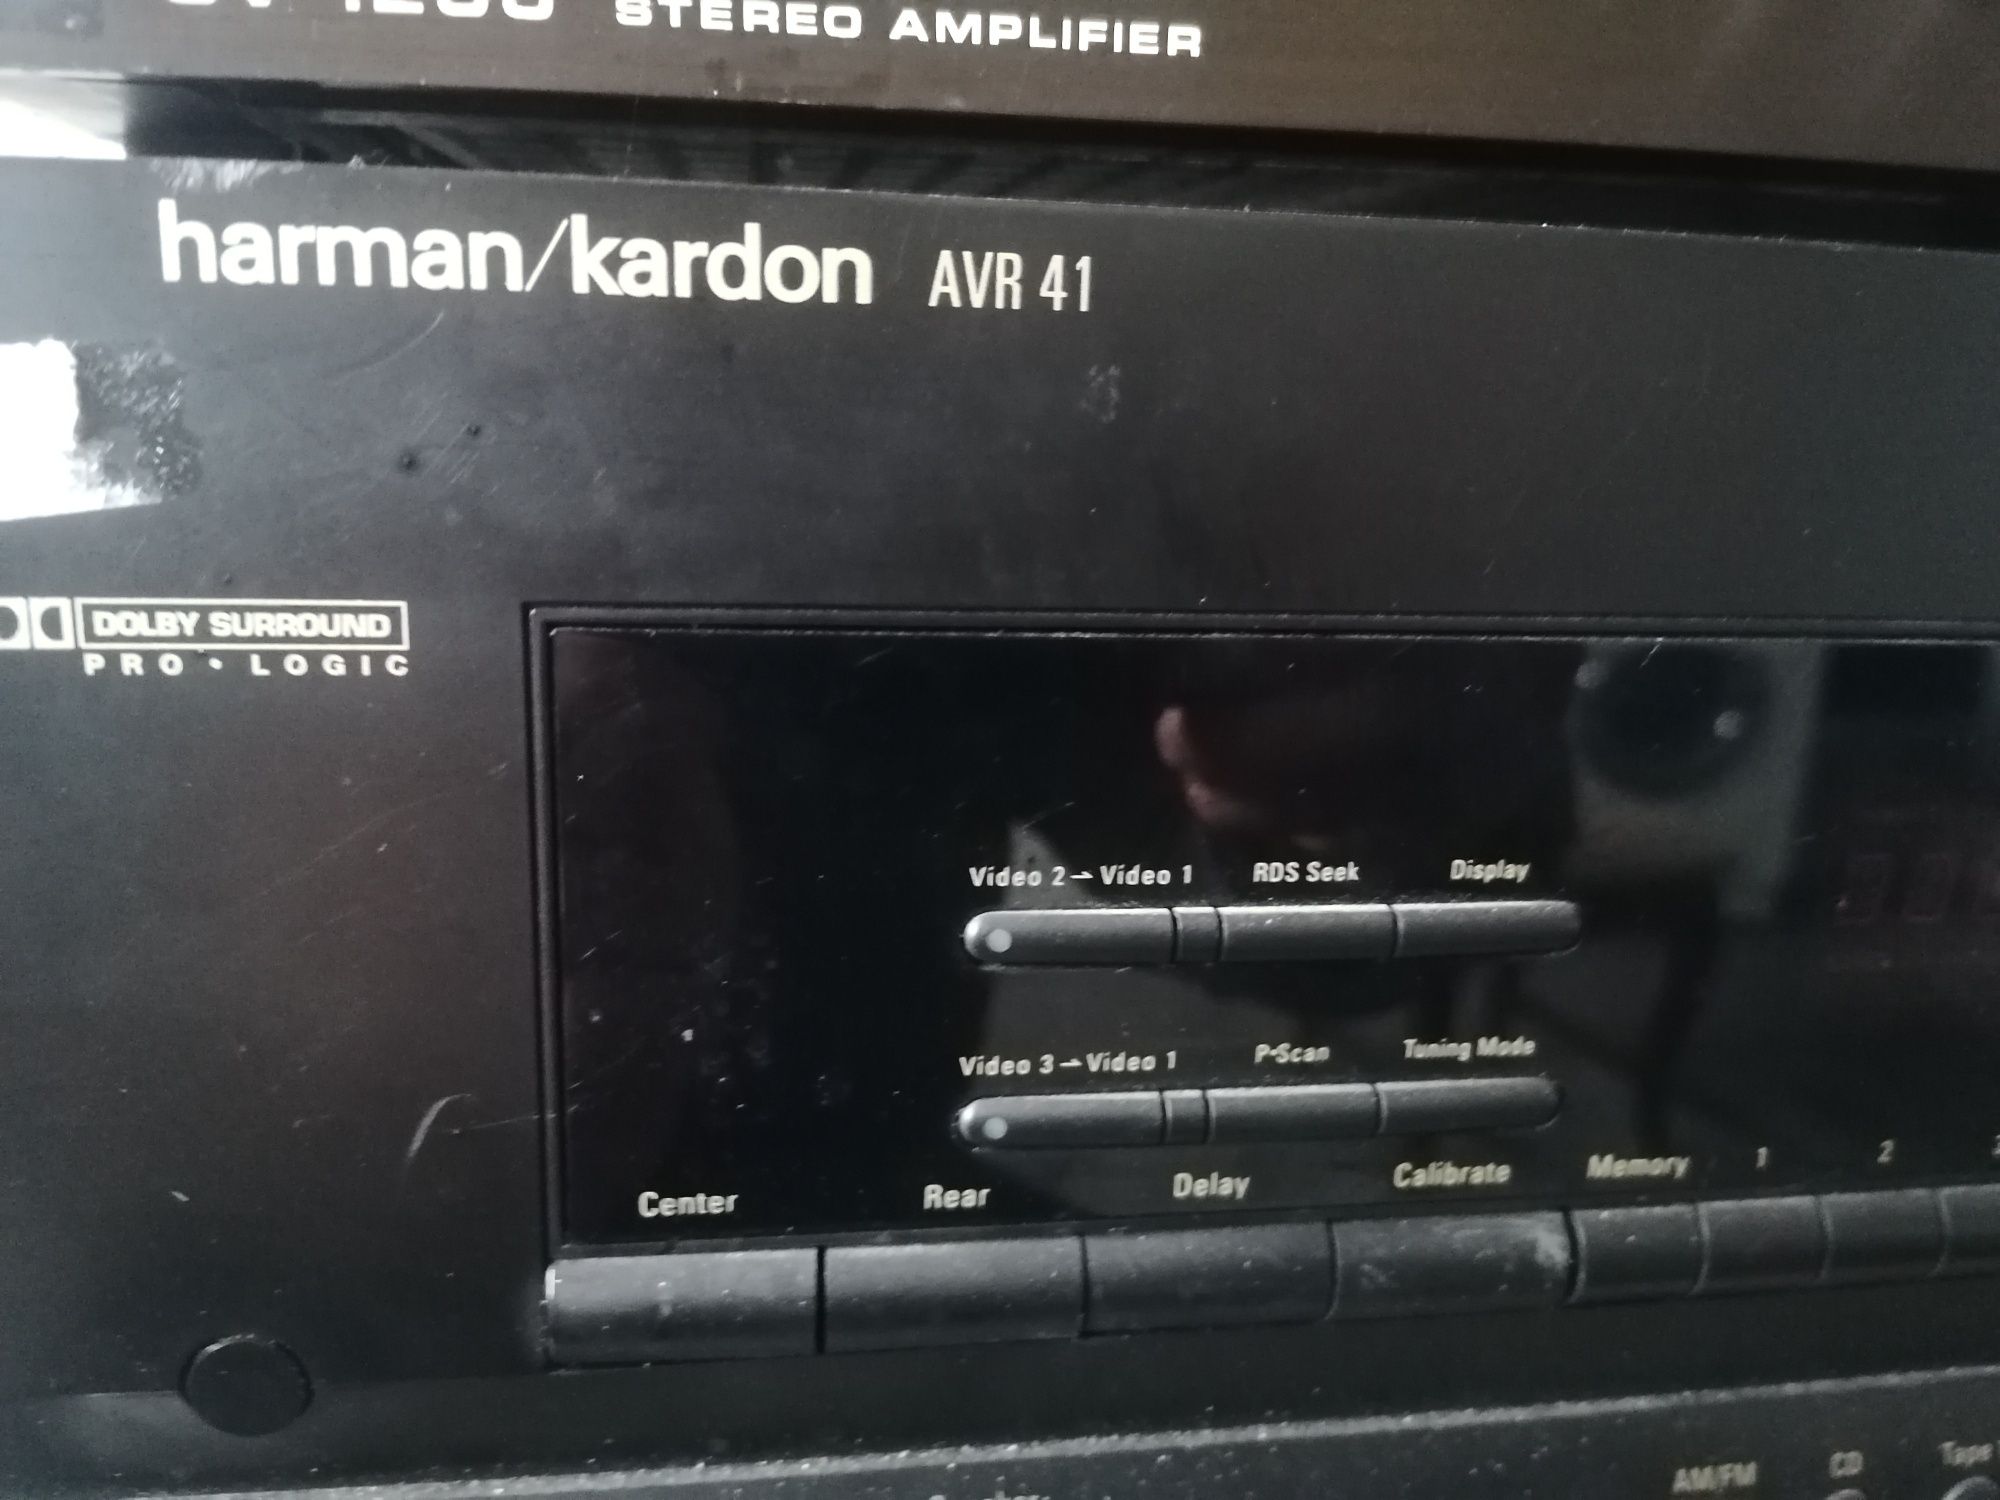 STEREO AMPLIFIER
harman/kardon AVR 41
DOLBY SURROUND
PRO • LOGIC
Video 2→Video 1 RDS Seek Display
Video 3→Video 1 P-Scan Tuning Mode
Center Rear Delay Calibrate Memory 1 2
AM/FM CD Tape